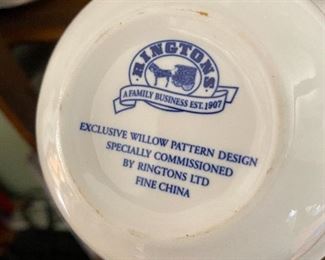 RINGTONS
A FAMILY BUSINESS EST. 1907
EXCLUSIVE WILLOW PATTERN DESIGN
SPECIALLY COMMISSIONED
BY RINGTONS LTD
FINE CHINA